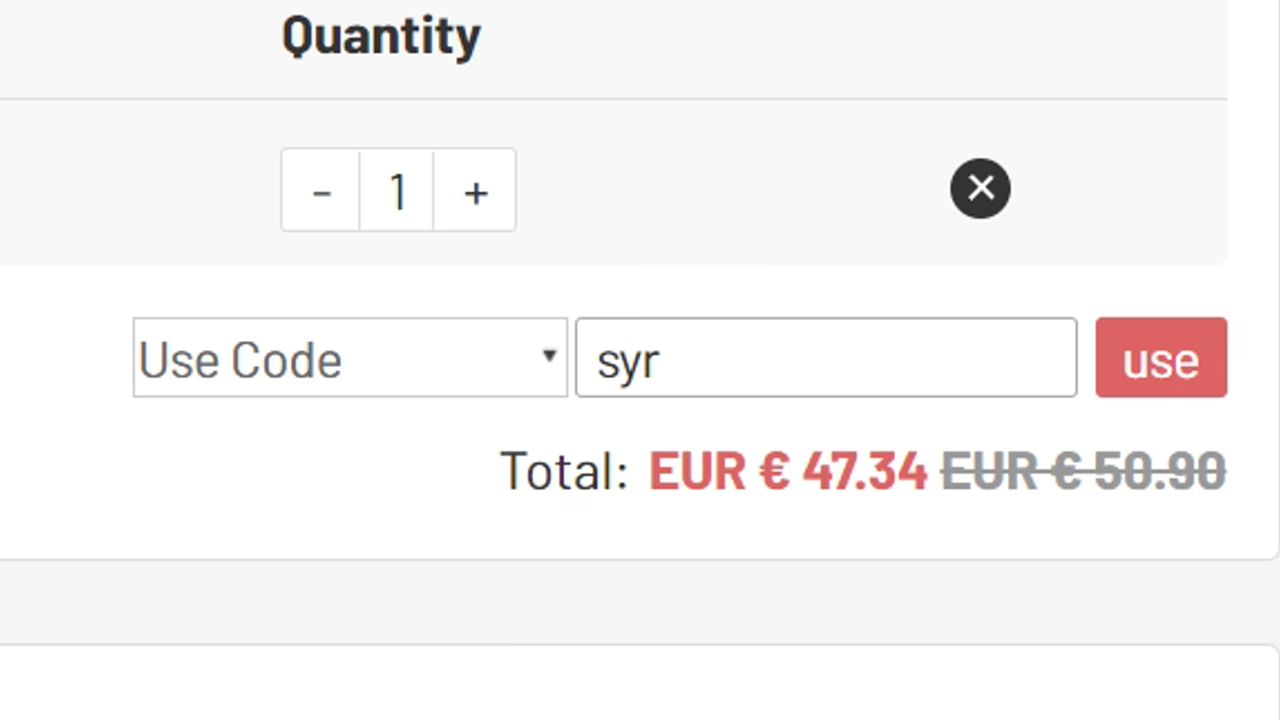 Quantity
- 1 +
Use Code syr use
Total: EUR € 47.34 EUR € 50.90